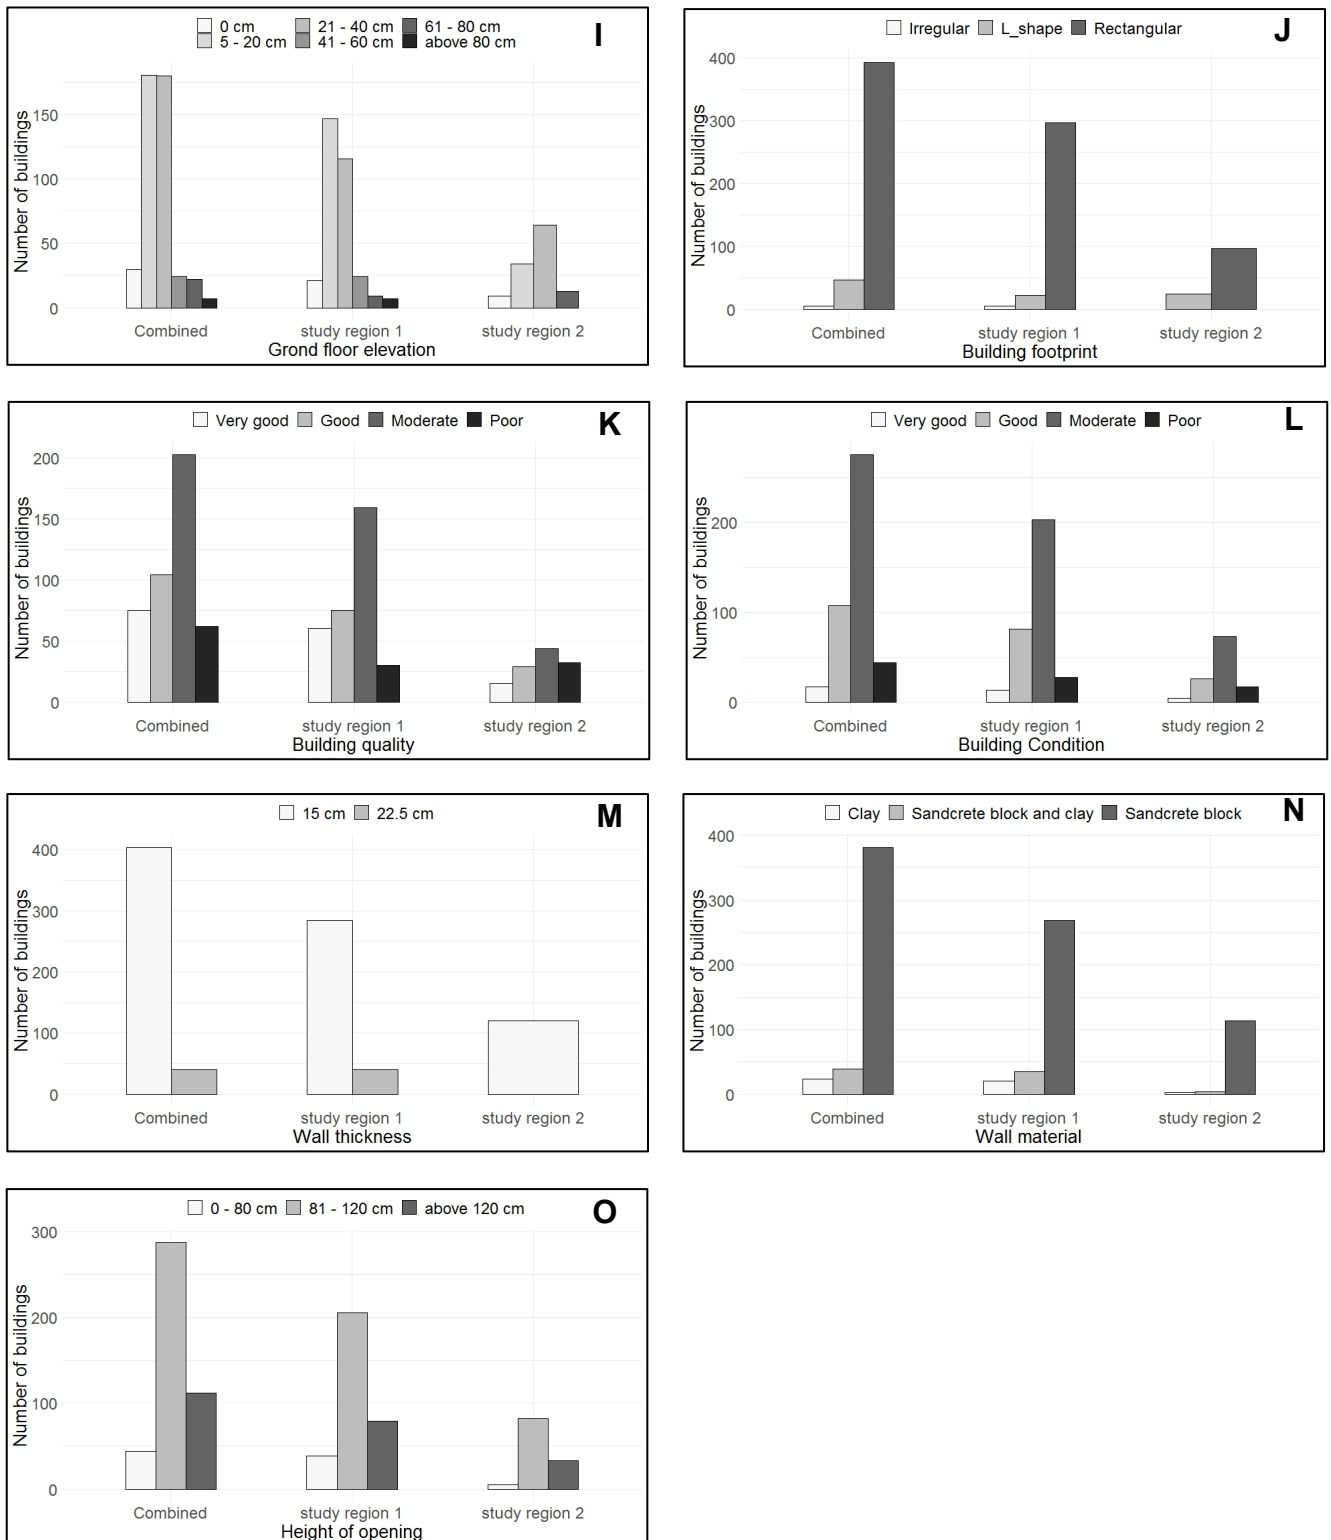 0 cm 21 - 40 cm 61 - 80 cm
5 - 20 cm 41 - 60 cm above 80 cm
I
Number of buildings
150
100
50
0
Combined study region 1 study region 2
Grond floor elevation
Irregular L_shape Rectangular
J
Number of buildings
400
300
200
100
0
Combined study region 1 study region 2
Building footprint
Very good Good Moderate Poor
K
Number of buildings
200
150
100
50
0
Combined study region 1 study region 2
Building quality
Very good Good Moderate Poor
L
Number of buildings
200
100
0
Combined study region 1 study region 2
Building Condition
15 cm 22.5 cm
M
Number of buildings
400
300
200
100
0
Combined study region 1 study region 2
Wall thickness
Clay Sandcrete block and clay Sandcrete block
N
Number of buildings
400
300
200
100
0
Combined study region 1 study region 2
Wall material
0 - 80 cm 81 - 120 cm above 120 cm
O
Number of buildings
300
200
100
0
Combined study region 1 study region 2
Height of opening